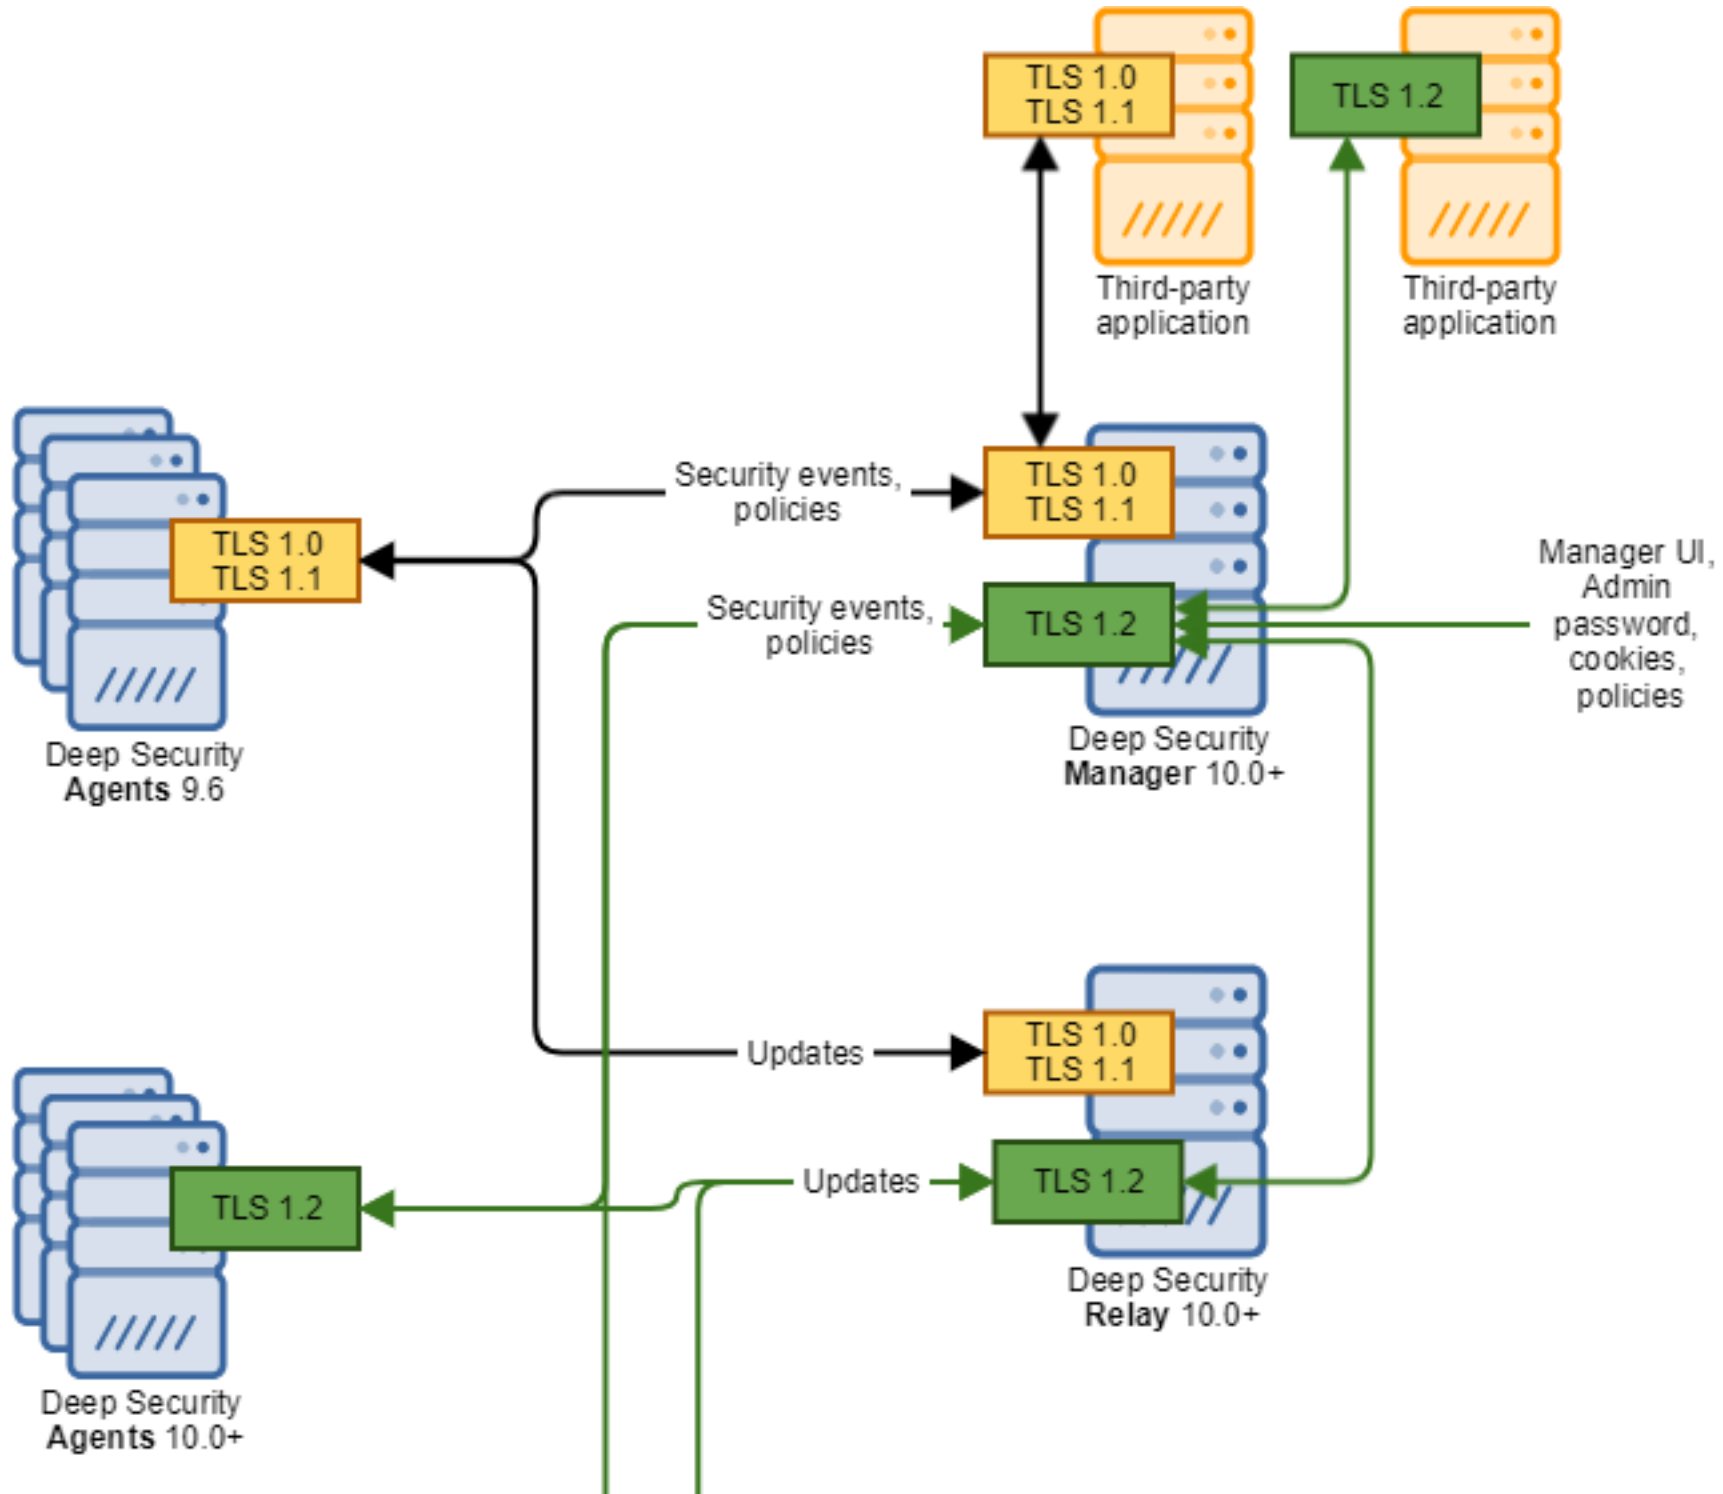 TLS 1.0
TLS 1.1
TLS 1.2
Third-party
application
Third-party
application
Security events,
policies
TLS 1.0
TLS 1.1
TLS 1.0
TLS 1.1
Deep Security
Agents 9.6
Security events,
policies
TLS 1.2
Manager UI,
Admin
password,
cookies,
policies
Deep Security
Manager 10.0+
Updates
TLS 1.0
TLS 1.1
TLS 1.2
Updates
TLS 1.2
Deep Security
Relay 10.0+
Deep Security
Agents 10.0+